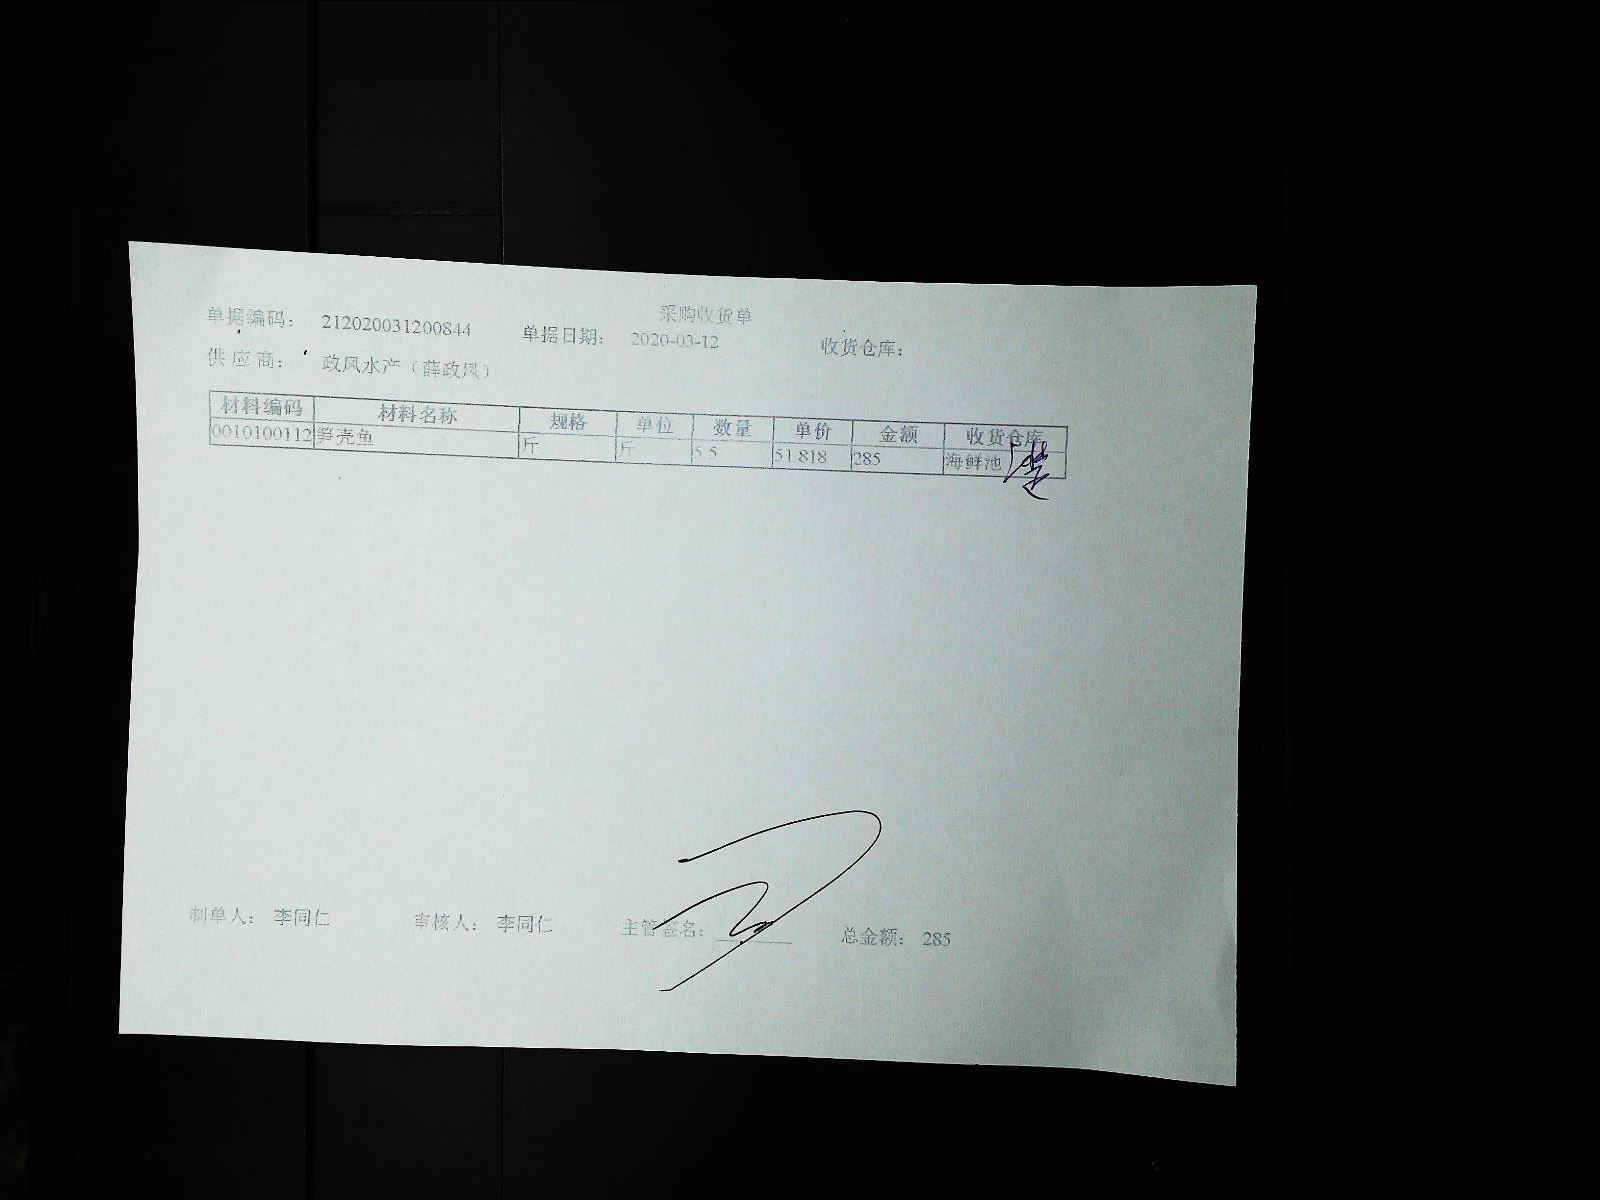 采购收货单
单据编码： 212020031200844 单据日期： 2020-03-12 收货仓库：
供应商： 政凤水产（薛政凤）
材料编码 材料名称 规格 单位 数量 单价 金额 收货仓库
0010100112 笋壳鱼 斤 斤 5.5 51.818 285 海鲜池
制单人： 李同仁 审核人： 李同仁 主管签名： 总金额： 285